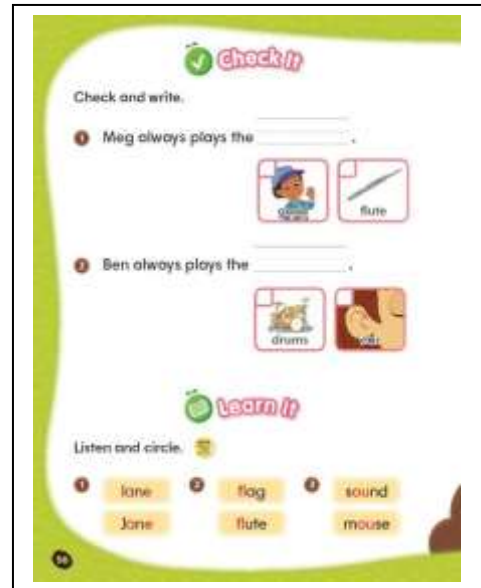 Check It
Check and write.
1 Meg always plays the .
flute
2 Ben always plays the .
drums
Learn It
Listen and circle.
1 lane 2 flag 3 sound
Jane flute mouse
56